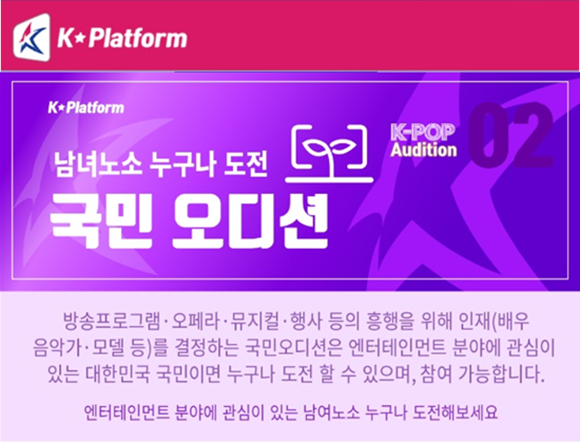 K★Platform
K★Platform
K-POP
Audition
02
남녀노소 누구나 도전
국민 오디션
방송프로그램·오페라·뮤지컬·행사 등의 흥행을 위해 인재(배우
음악가·모델 등)를 결정하는 국민오디션은 엔터테인먼트 분야에 관심이
있는 대한민국 국민이면 누구나 도전 할 수 있으며, 참여 가능합니다.
엔터테인먼트 분야에 관심이 있는 남여노소 누구나 도전해보세요